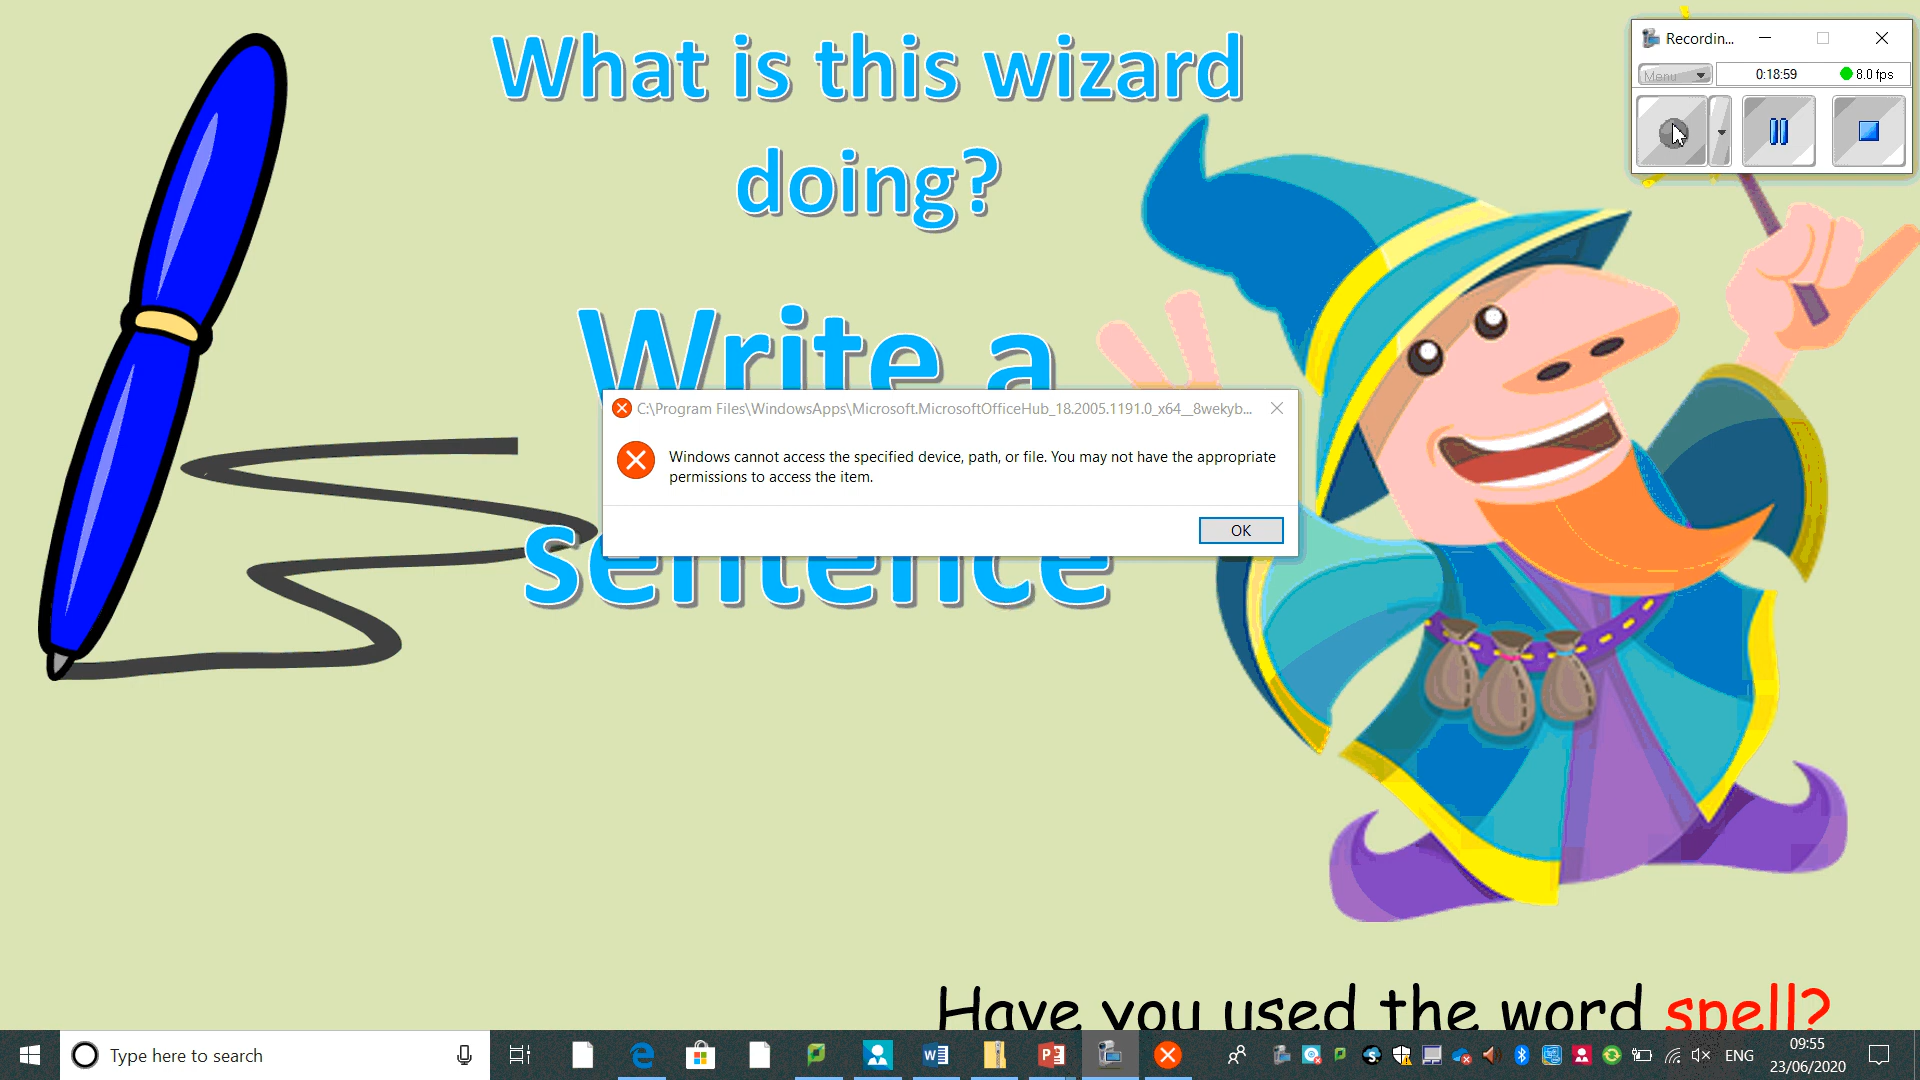 What is this wizard
doing?
Write a
sentence
Have you used the word spell?
Recordin...
Menu
0:18:59
8.0 fps
C:\Program Files\WindowsApps\Microsoft.MicrosoftOfficeHub_18.2005.1191.0_x64__8wekyb...
Windows cannot access the specified device, path, or file. You may not have the appropriate
permissions to access the item.
OK
Type here to search
ENG
09:55
23/06/2020